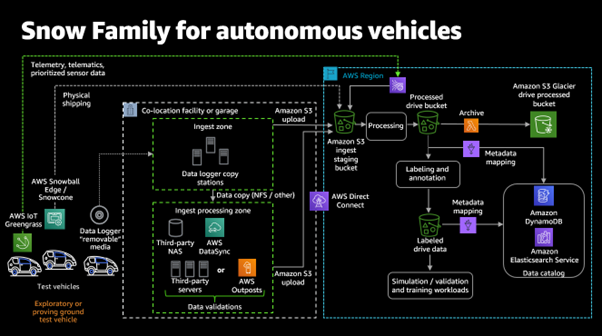 Snow Family for autonomous vehicles
Telemetry, telematics,
prioritized sensor data
Physical
shipping
AWS Region
Co-location facility or garage
Amazon S3
upload
Processed
drive bucket
Amazon S3 Glacier
drive processed
bucket
Ingest zone
Processing
Archive
Amazon S3
ingest
staging
bucket
Metadata
mapping
Data logger copy
stations
Labeling and
annotation
AWS Snowball
Edge /
Snowcone
Data copy (NFS / other)
AWS Direct
Connect
Metadata
mapping
AWS IoT
Greengrass
Data Logger
"removable"
media
Ingest processing zone
Third-party
NAS
AWS
DataSync
Amazon
DynamoDB
Labeled
drive data
Amazon
Elasticsearch Service
or
Third-party
servers
AWS
Outposts
Amazon S3
upload
Data catalog
Test vehicles
Simulation / validation
and training workloads
Exploratory or
proving ground
test vehicle
Data validations